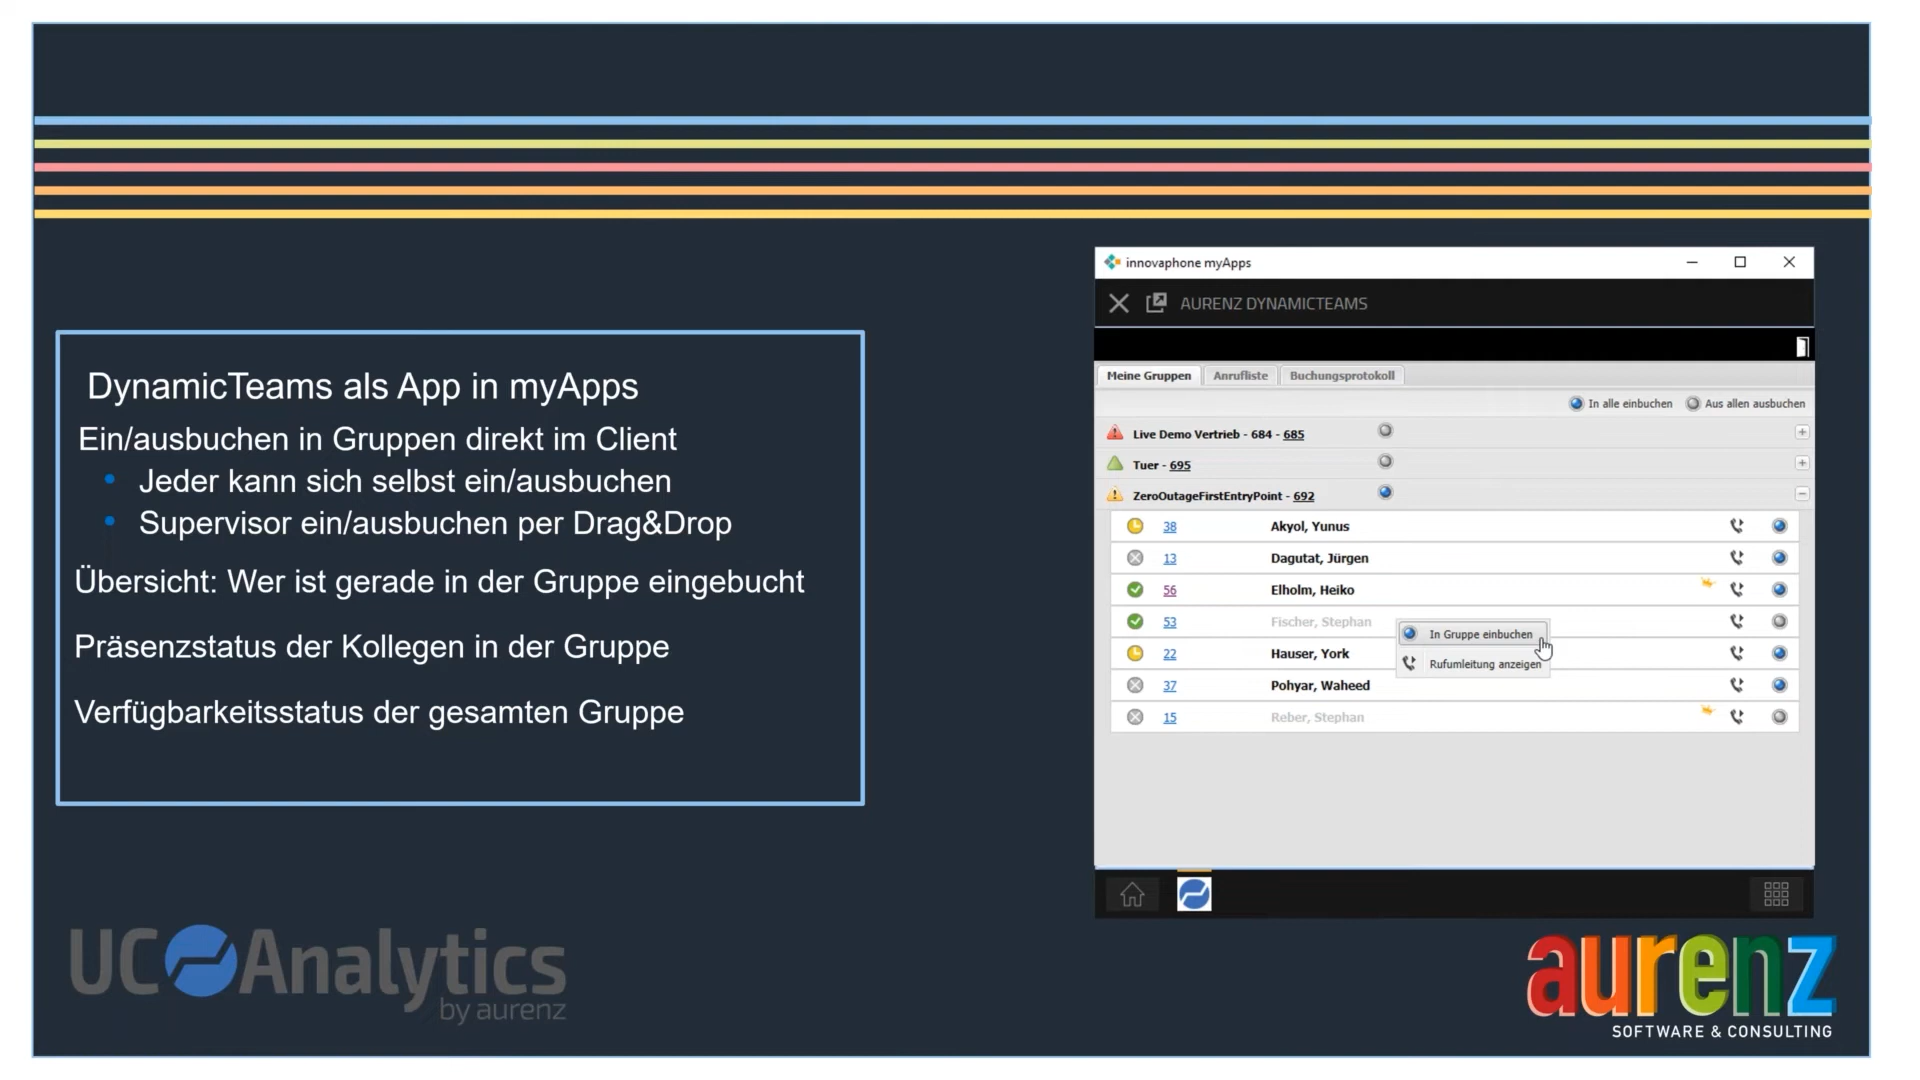 DynamicTeams als App in myApps
Ein/ausbuchen in Gruppen direkt im Client
• Jeder kann sich selbst ein/ausbuchen
• Supervisor ein/ausbuchen per Drag&Drop
Übersicht: Wer ist gerade in der Gruppe eingebucht
Präsenzstatus der Kollegen in der Gruppe
Verfügbarkeitsstatus der gesamten Gruppe
innovaphone myApps
AURENZ DYNAMICTEAMS
Meine Gruppen Anrufliste Buchungsprotokoll
In alle einbuchen Aus allen ausbuchen
Live Demo Vertrieb - 684 - 685
Tuer - 695
ZeroOutageFirstEntryPoint - 692
38 Akyol, Yunus
13 Dagutat, Jürgen
56 Elholm, Heiko
53 Fischer, Stephan
In Gruppe einbuchen
22 Hauser, York
Rufumleitung anzeigen
37 Pohyar, Waheed
15 Reber, Stephan
UC Analytics
by aurenz
aurenz
SOFTWARE & CONSULTING